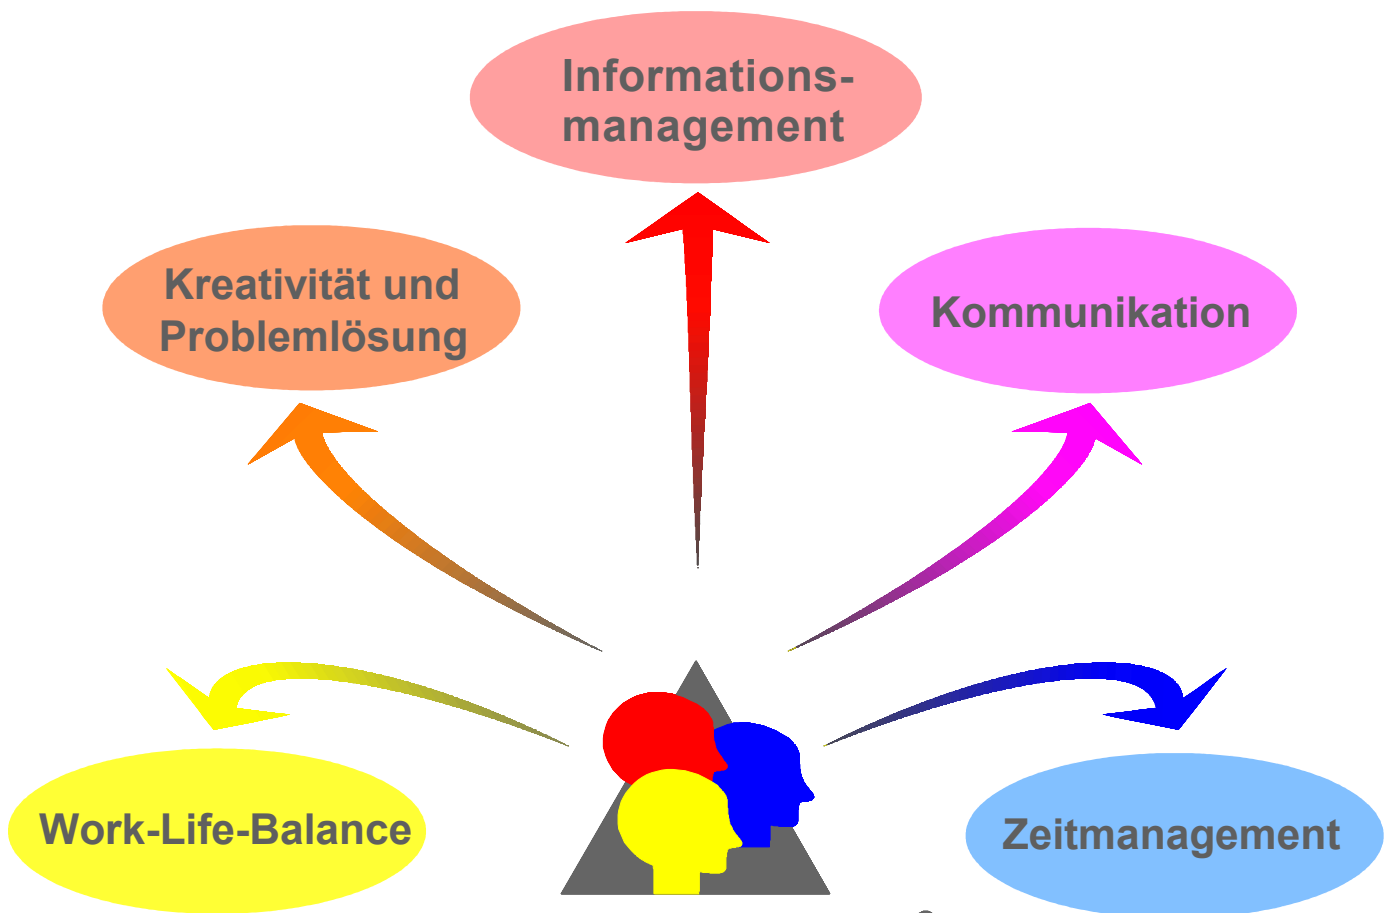 Informations-
management
Kreativität und
Problemlösung
Kommunikation
Work-Life-Balance
Zeitmanagement